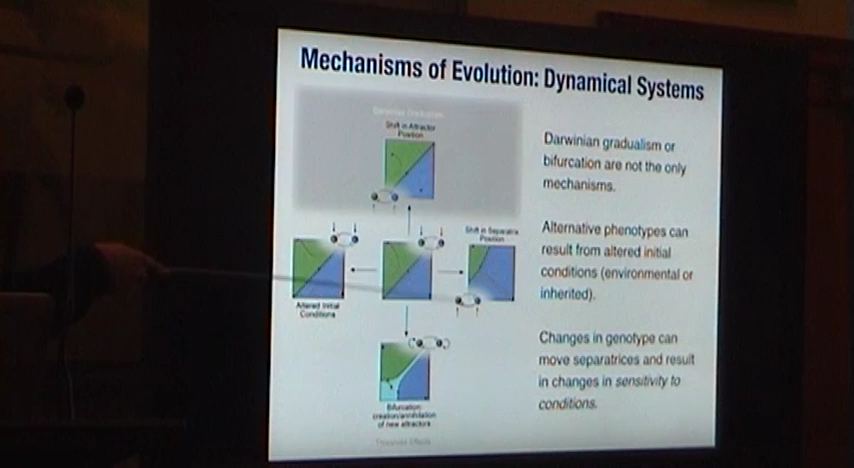 Mechanisms of Evolution: Dynamical Systems
Shift in Attractor
Position
Shift in Separatrix
Position
Altered Initial
Conditions
Bifurcation:
creation/annihilation
of new attractors
Threshold Effects
Darwinian gradualism or
bifurcation are not the only
mechanisms.
Alternative phenotypes can
result from altered initial
conditions (environmental or
inherited).
Changes in genotype can
move separatrices and result
in changes in sensitivity to
conditions.